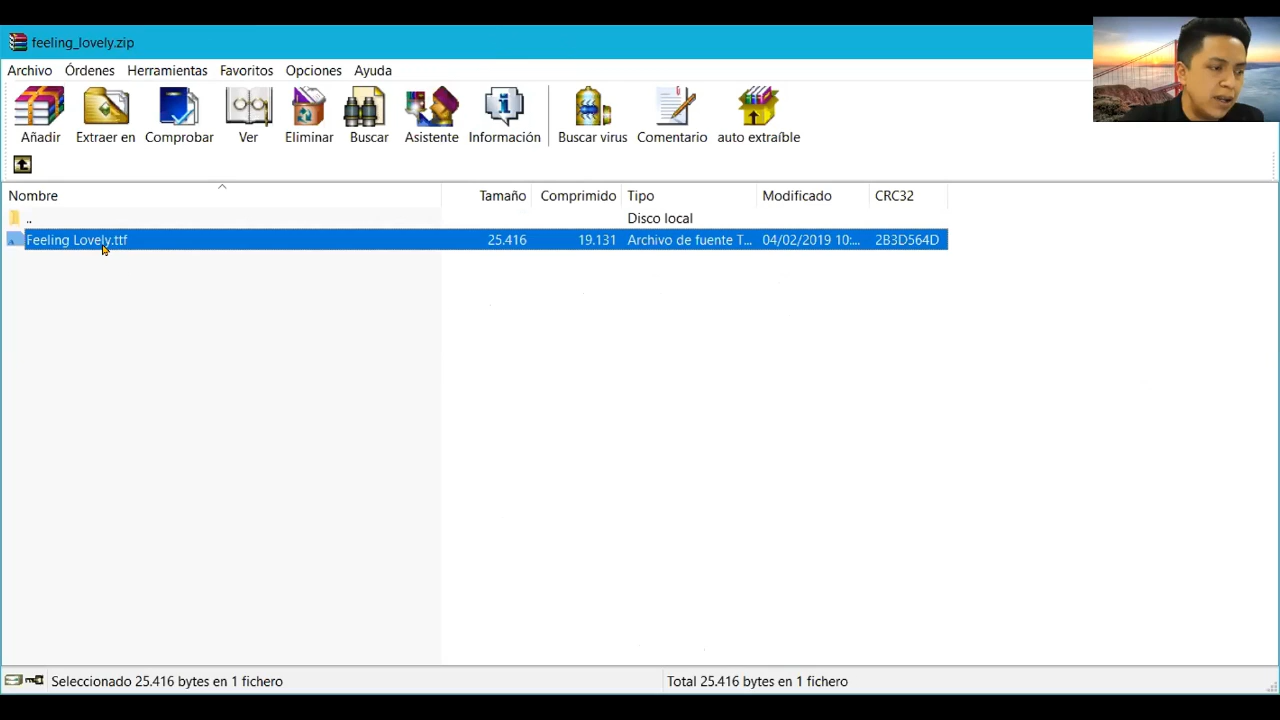 feeling_lovely.zip
Archivo Órdenes Herramientas Favoritos Opciones Ayuda
Añadir Extraer en Comprobar Ver Eliminar Buscar Asistente Información Buscar virus Comentario auto extraíble
Nombre Tamaño Comprimido Tipo Modificado CRC32
.. Disco local
Feeling Lovely.ttf 25.416 19.131 Archivo de fuente T... 04/02/2019 10:... 2B3D564D
Seleccionado 25.416 bytes en 1 fichero Total 25.416 bytes en 1 fichero